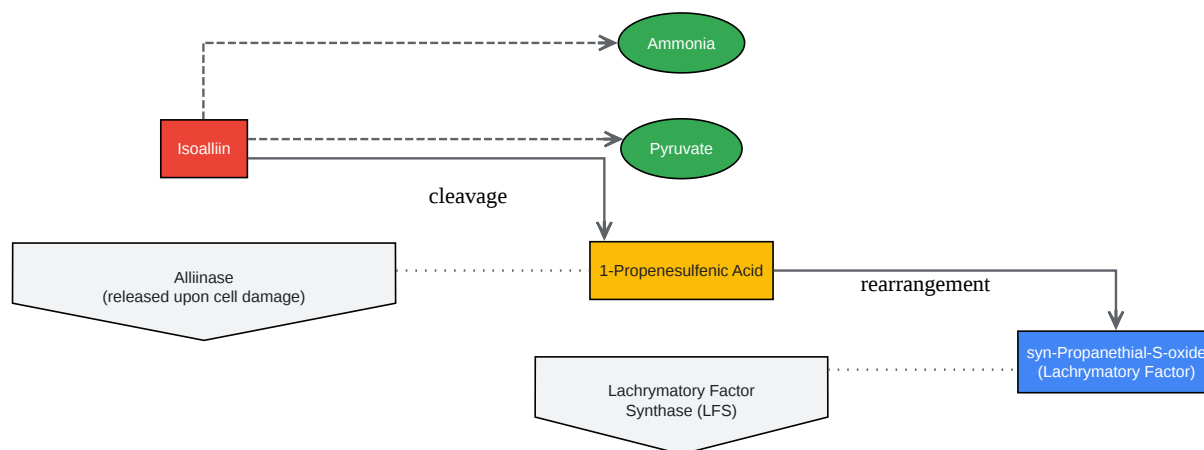 Ammonia
Isoalliin
Pyruvate
cleavage
Alliinase
(released upon cell damage)
1-Propenesulfenic Acid
rearrangement
syn-Propanethial-S-oxide
(Lachrymatory Factor)
Lachrymatory Factor
Synthase (LFS)